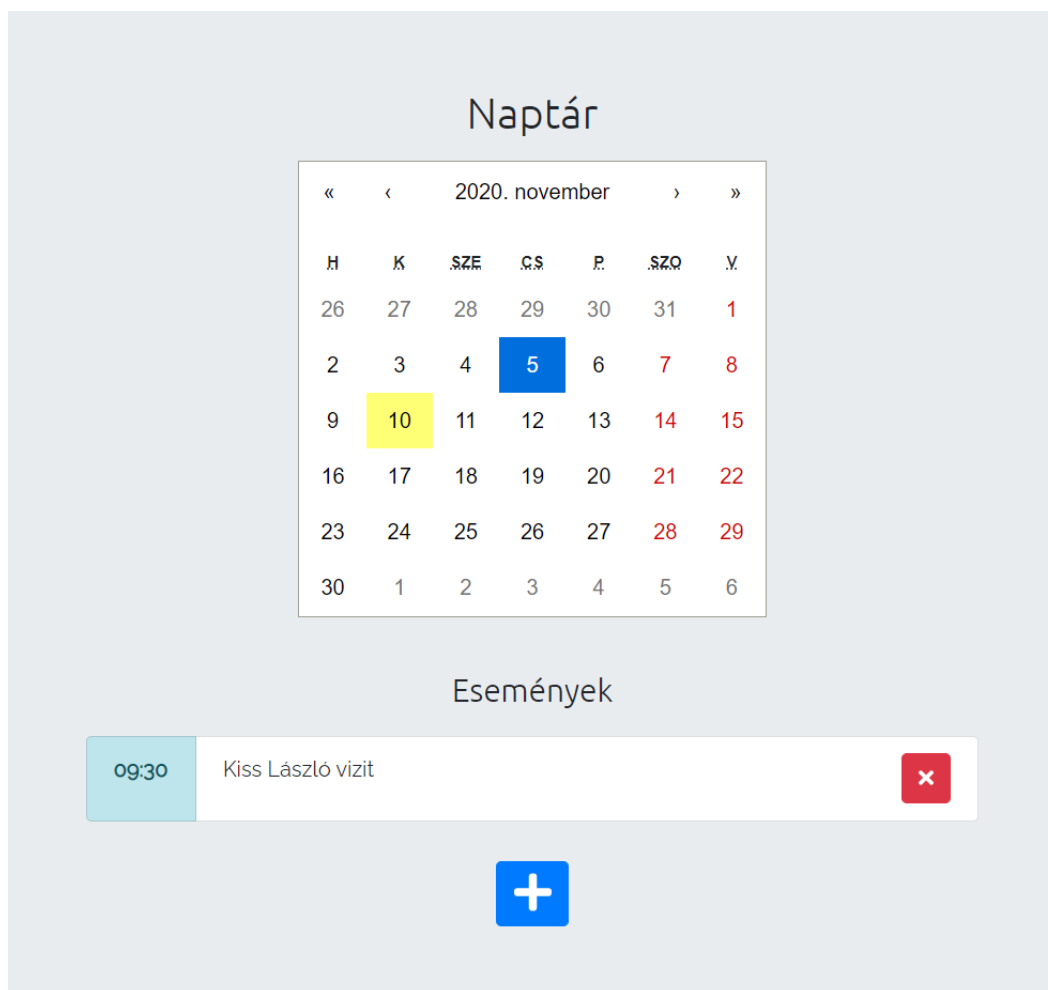 Naptár
« ‹ 2020. november › »
H K SZE CS P SZO V
26 27 28 29 30 31 1
2 3 4 5 6 7 8
9 10 11 12 13 14 15
16 17 18 19 20 21 22
23 24 25 26 27 28 29
30 1 2 3 4 5 6
Események
09:30 Kiss László vizit